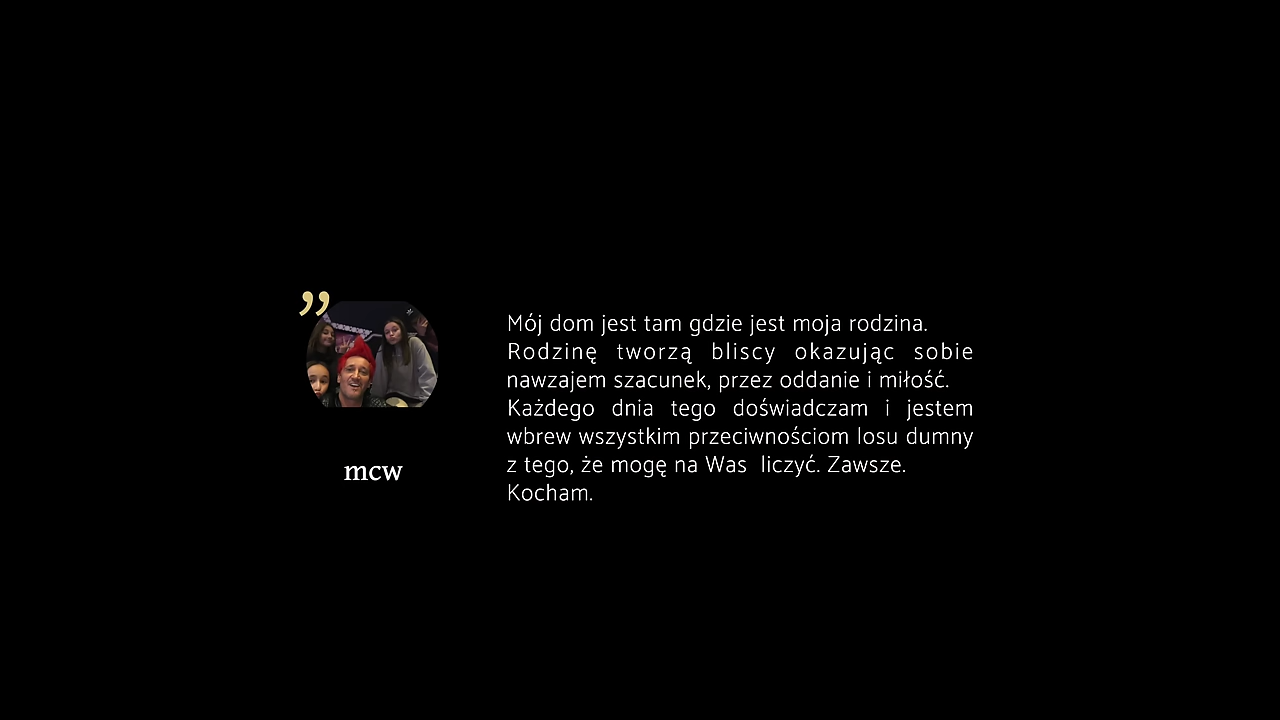 ”
mcw
Mój dom jest tam gdzie jest moja rodzina.
Rodzinę tworzą bliscy okazując sobie
nawzajem szacunek, przez oddanie i miłość.
Każdego dnia tego doświadczam i jestem
wbrew wszystkim przeciwnościom losu dumny
z tego, że mogę na Was liczyć. Zawsze.
Kocham.